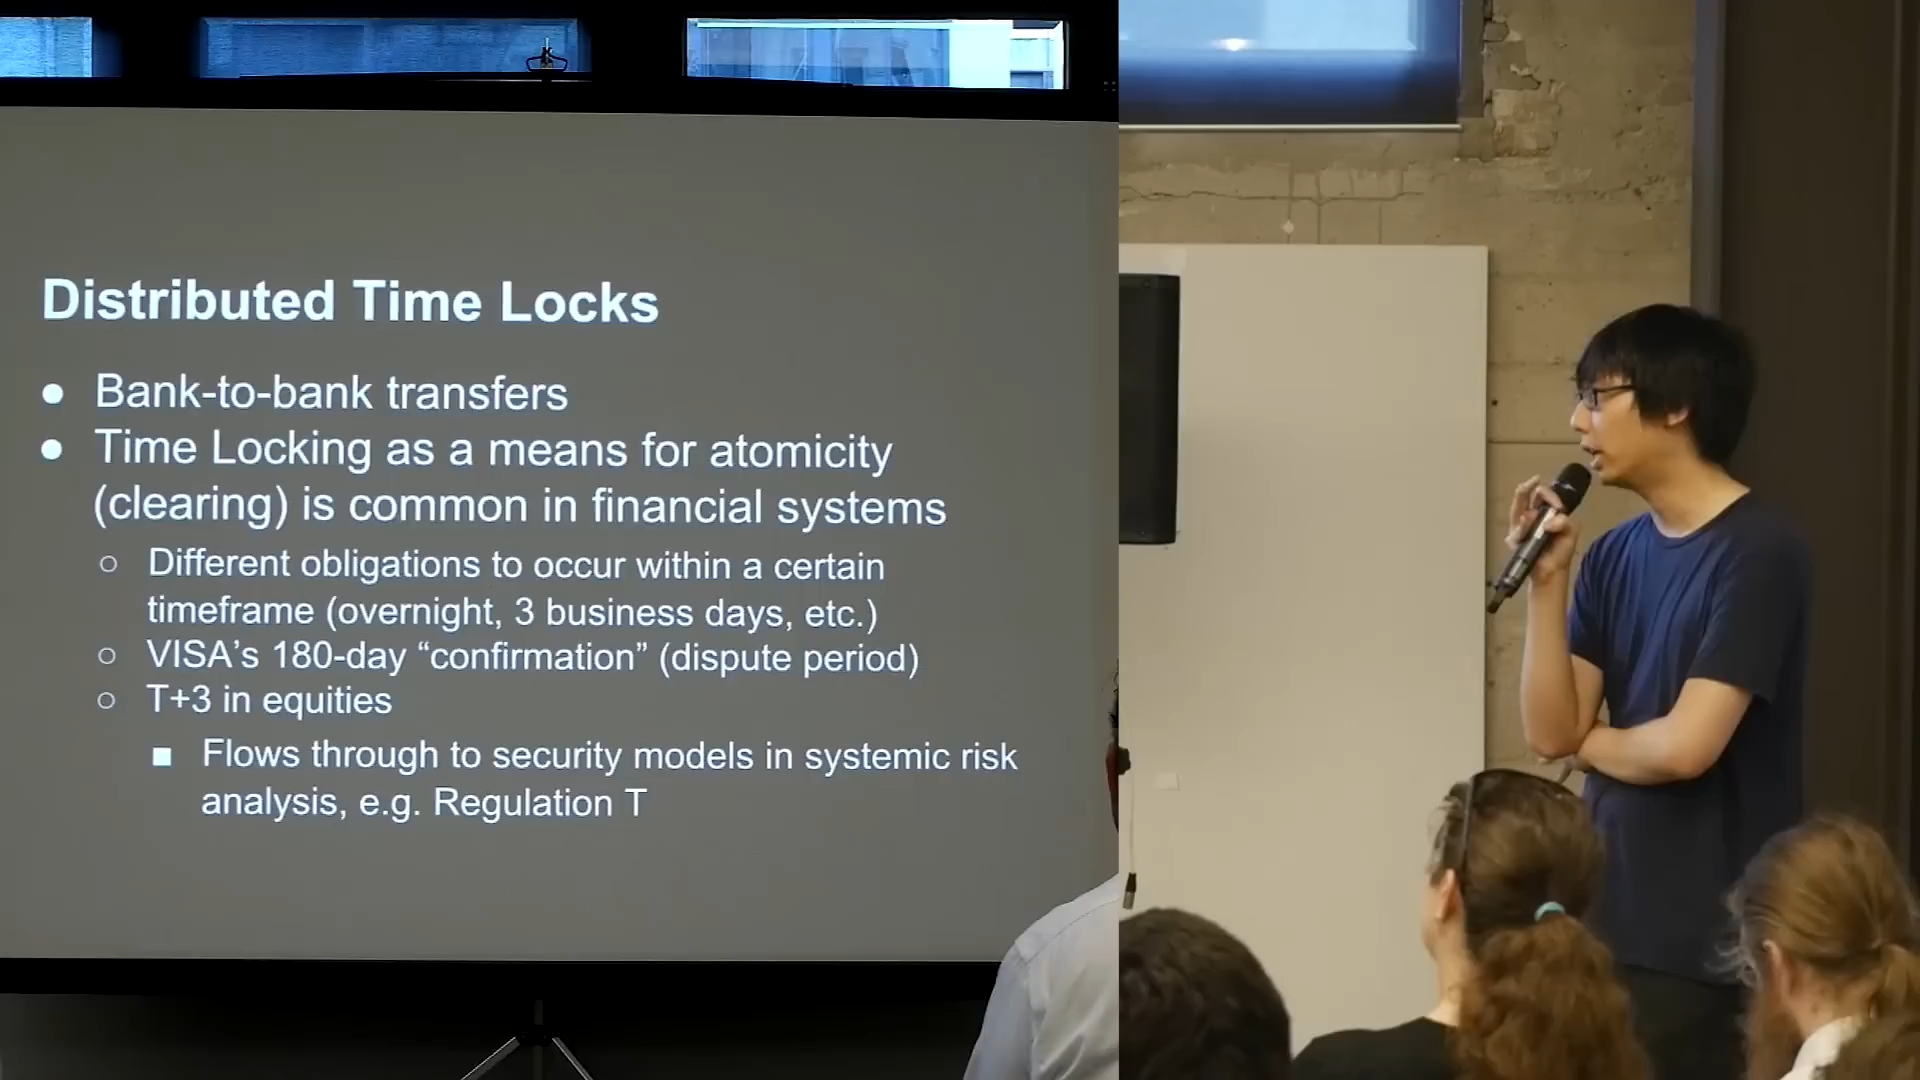 Distributed Time Locks
● Bank-to-bank transfers
● Time Locking as a means for atomicity
(clearing) is common in financial systems
○ Different obligations to occur within a certain
timeframe (overnight, 3 business days, etc.)
○ VISA’s 180-day “confirmation” (dispute period)
○ T+3 in equities
■ Flows through to security models in systemic risk
analysis, e.g. Regulation T